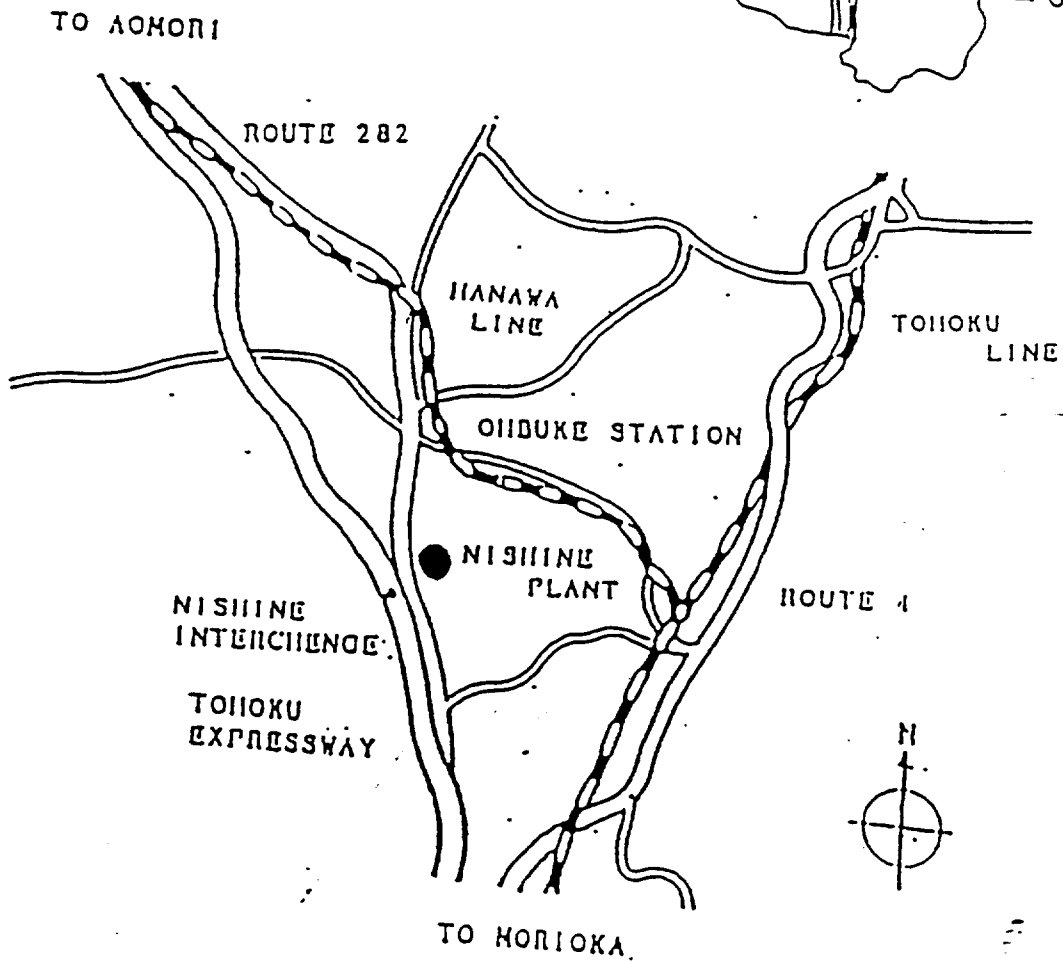 TO AOMORI
ROUTE 282
HANAWA
LINE
TOHOKU
LINE
OHBUKE STATION
NISHINE
PLANT
NISHINE
INTERCHENGE
ROUTE 4
TOHOKU
EXPRESSWAY
N
TO MORIOKA